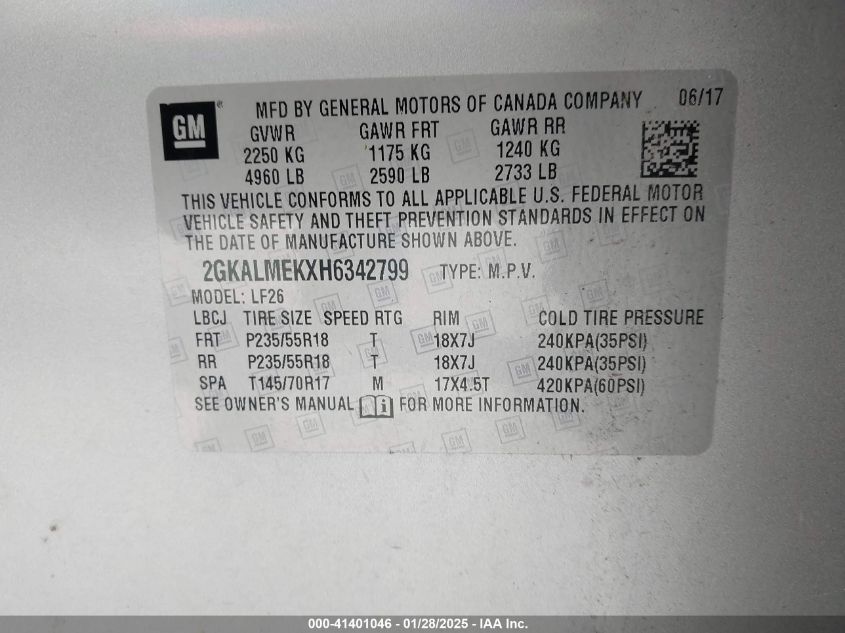 GM ® MFD BY GENERAL MOTORS OF CANADA COMPANY 06/17
GVWR GAWR FRT GAWR RR
2250 KG 1175 KG 1240 KG
4960 LB 2590 LB 2733 LB
THIS VEHICLE CONFORMS TO ALL APPLICABLE U.S. FEDERAL MOTOR
VEHICLE SAFETY AND THEFT PREVENTION STANDARDS IN EFFECT ON
THE DATE OF MANUFACTURE SHOWN ABOVE.
2GKALMEKXH6342799 TYPE: M.P.V.
MODEL: LF26
LBCJ TIRE SIZE SPEED RTG RIM COLD TIRE PRESSURE
FRT P235/55R18 T 18X7J 240KPA(35PSI)
RR P235/55R18 T 18X7J 240KPA(35PSI)
SPA T145/70R17 M 17X4.5T 420KPA(60PSI)
SEE OWNER'S MANUAL i FOR MORE INFORMATION.
000-41401046 - 01/28/2025 - IAA Inc.